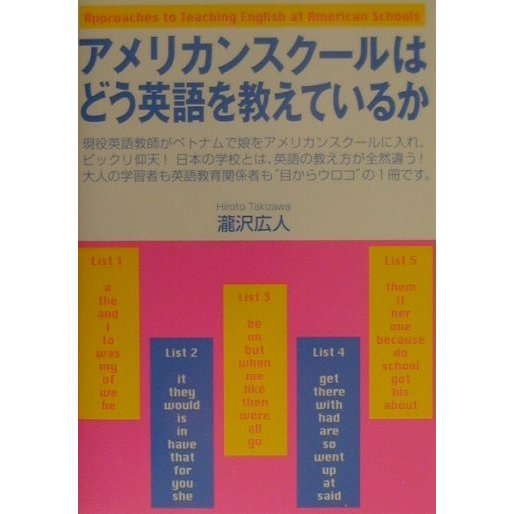 Approaches to Teaching English at American Schools
アメリカンスクールは
どう英語を教えているか
現役英語教師がベトナムで娘をアメリカンスクールに入れ、
ビックリ仰天！日本の学校とは、英語の教え方が全然違う！
大人の学習者も英語教育関係者も“目からウロコ”の1冊です。
Hiroto Takizawa
瀧沢広人
List 1
a
the
and
I
to
was
my
of
we
he
List 2
it
they
would
is
in
have
that
for
you
she
List 3
be
on
but
when
me
like
then
were
all
go
List 4
get
there
with
had
are
so
went
up
at
said
List 5
them
if
her
one
because
do
school
got
his
about